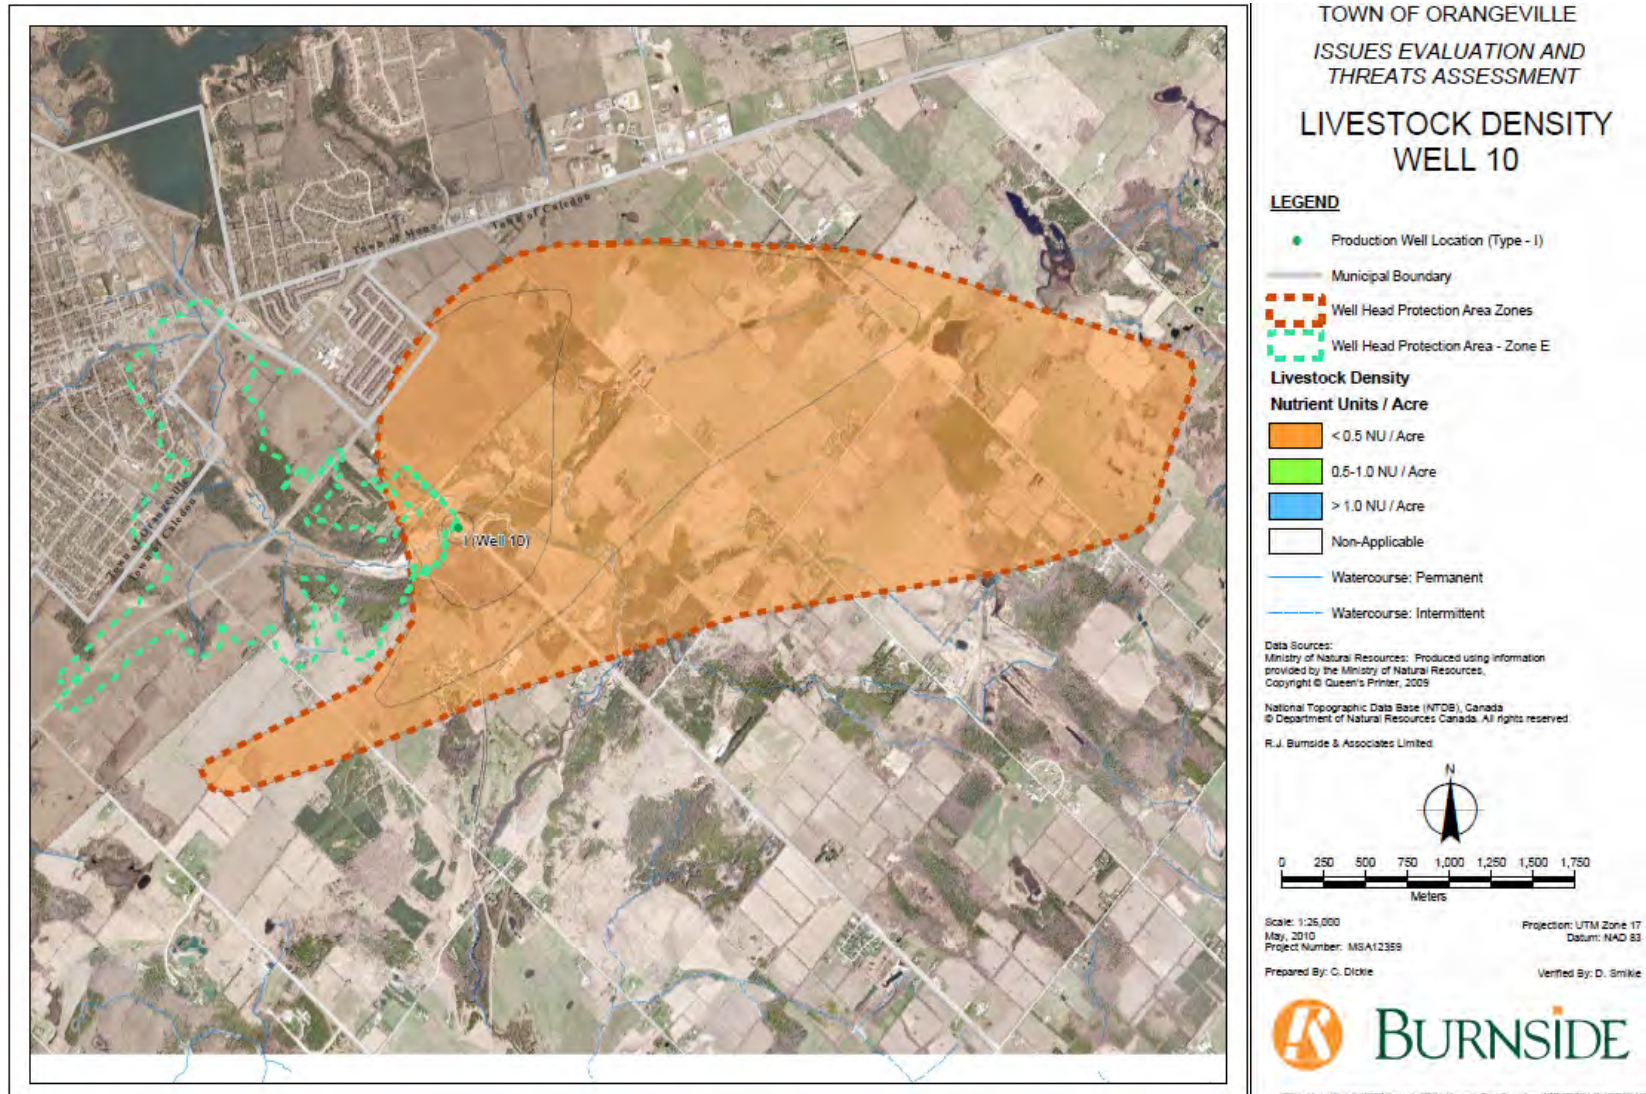 Town of Mono
Town of Caledon
Town of Orangeville
Town of Caledon
I (Well 10)
TOWN OF ORANGEVILLE
ISSUES EVALUATION AND
THREATS ASSESSMENT
LIVESTOCK DENSITY
WELL 10
LEGEND
Production Well Location (Type - I)
Municipal Boundary
Well Head Protection Area Zones
Well Head Protection Area - Zone E
Livestock Density
Nutrient Units / Acre
< 0.5 NU / Acre
0.5-1.0 NU / Acre
> 1.0 NU / Acre
Non-Applicable
Watercourse: Permanent
Watercourse: Intermittent
Data Sources:
Ministry of Natural Resources: Produced using information
provided by the Ministry of Natural Resources,
Copyright © Queen's Printer, 2009
National Topographic Data Base (NTDB), Canada
© Department of Natural Resources Canada. All rights reserved
R.J. Burnside & Associates Limited
N
0 250 500 750 1,000 1,250 1,500 1,750
Meters
Scale: 1:25,000
May, 2010
Project Number: MSA12359
Projection: UTM Zone 17
Datum: NAD 83
Prepared By: C. Dickie
Verified By: D. Smikle
BURNSIDE